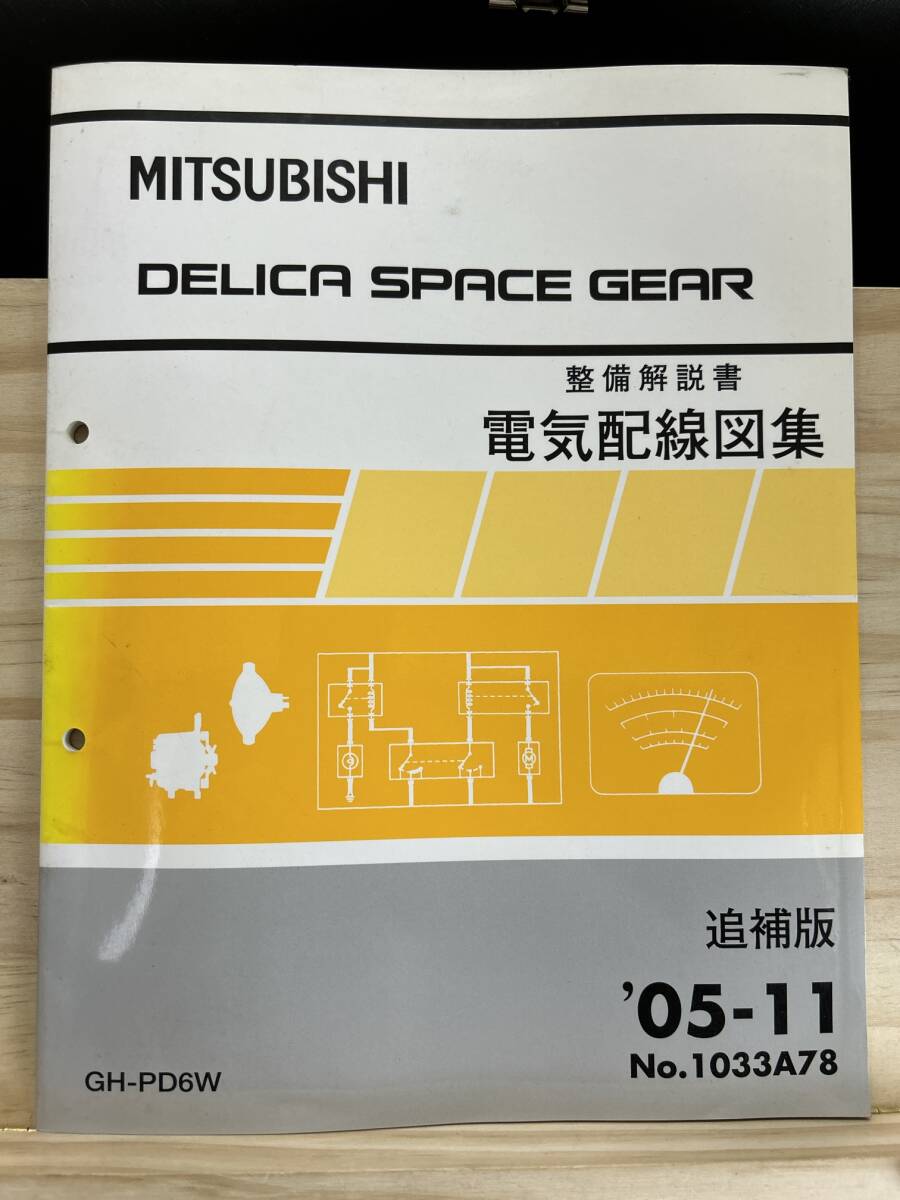 MITSUBISHI
DELICA SPACE GEAR
整備解説書
電気配線図集
M
追補版
'05-11
No.1033A78
GH-PD6W